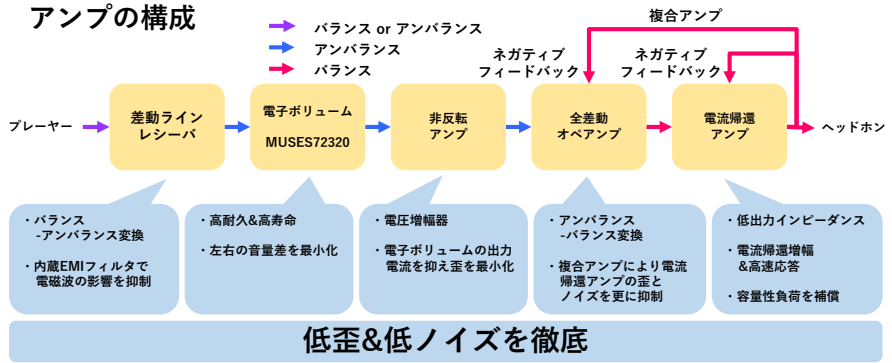 アンプの構成
バランス or アンバランス
アンバランス
バランス
複合アンプ
ネガティブ
フィードバック
ネガティブ
フィードバック
プレーヤー
差動ライン
レシーバ
電子ボリューム
MUSES72320
非反転
アンプ
全差動
オペアンプ
電流帰還
アンプ
ヘッドホン
・バランス
-アンバランス変換
・内蔵EMIフィルタで
電磁波の影響を抑制
・高耐久&高寿命
・左右の音量差を最小化
・電圧増幅器
・電子ボリュームの出力
電流を抑え歪を最小化
・アンバランス
-バランス変換
・複合アンプにより電流
帰還アンプの歪と
ノイズを更に抑制
・低出力インピーダンス
・電流帰還増幅
&高速応答
・容量性負荷を補償
低歪&低ノイズを徹底